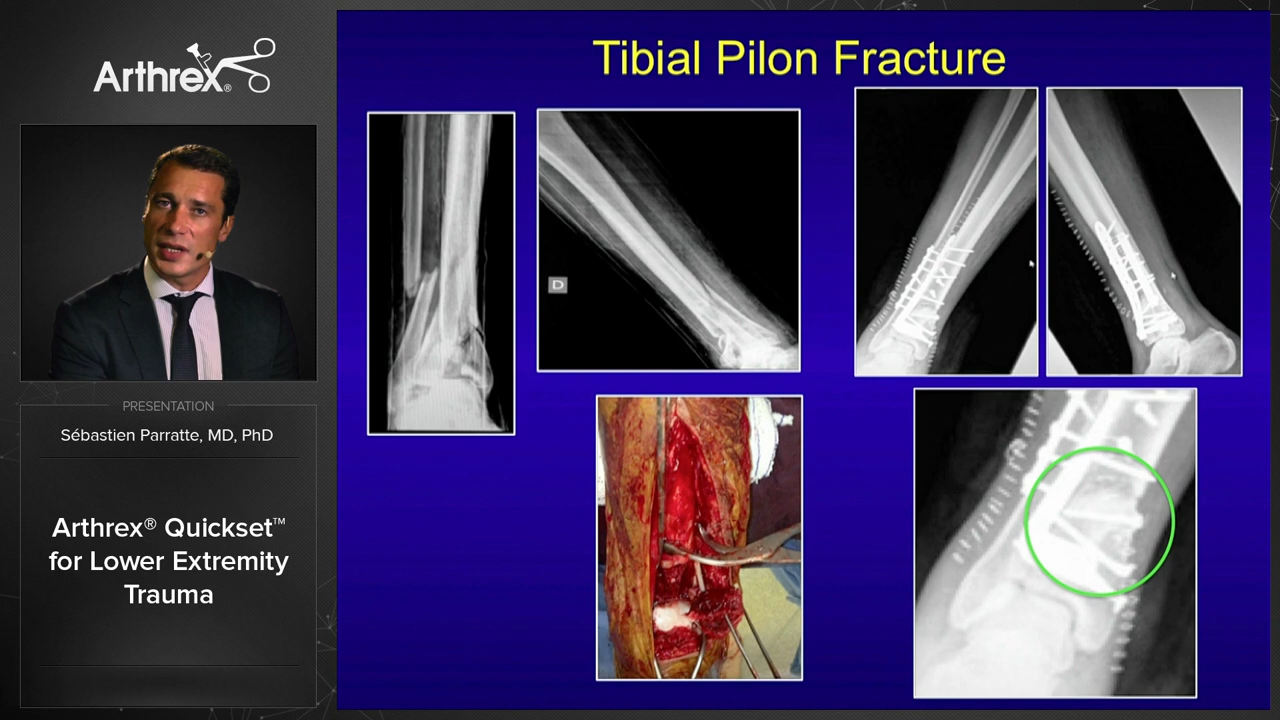 Arthrex®
PRESENTATION
Sébastien Parratte, MD, PhD
Arthrex® Quickset™
for Lower Extremity
Trauma
Tibial Pilon Fracture
D